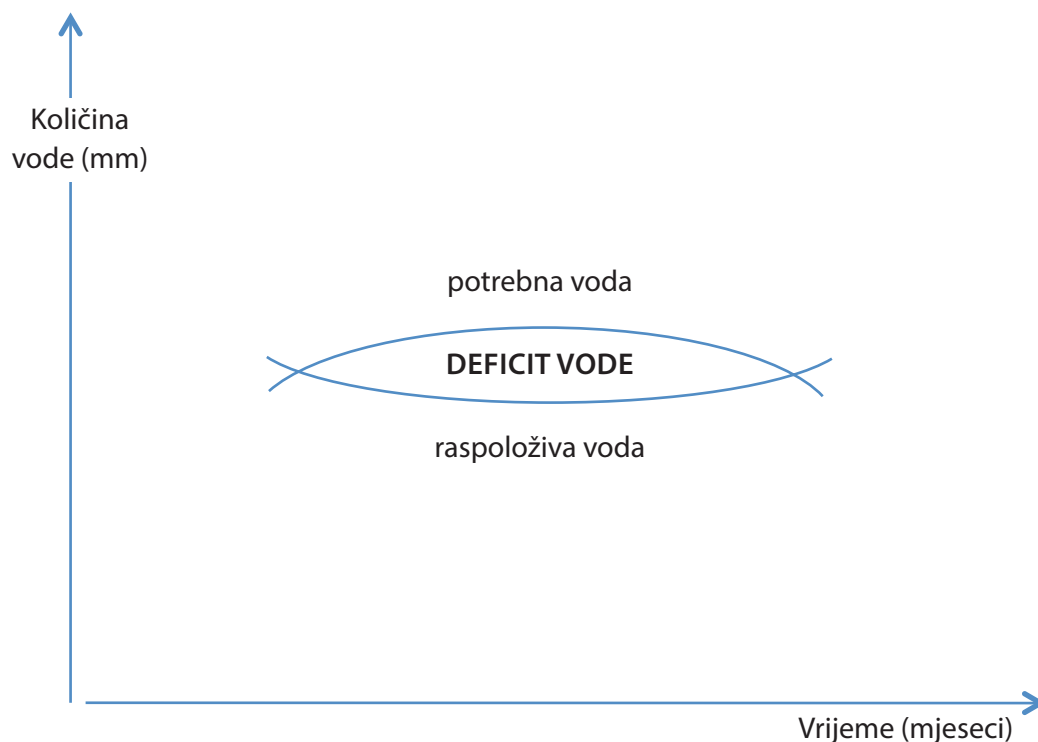 Količina
vode (mm)
potrebna voda
DEFICIT VODE
raspoloživa voda
Vrijeme (mjeseci)